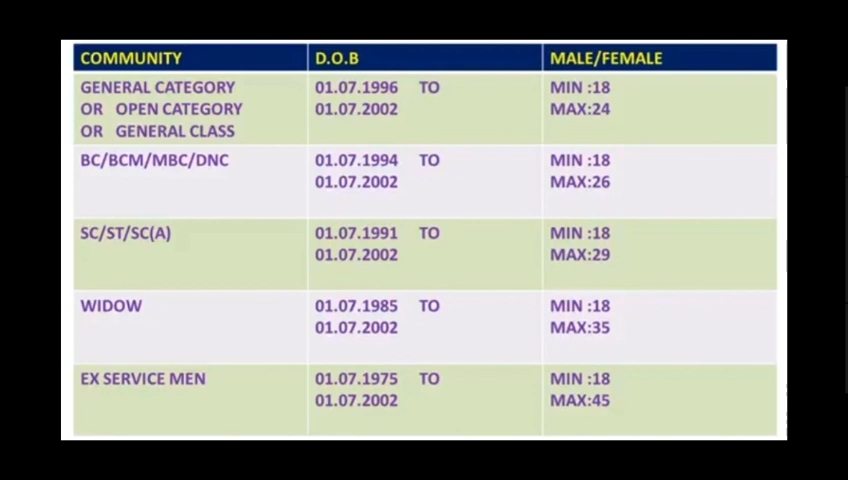 COMMUNITY D.O.B MALE/FEMALE
GENERAL CATEGORY 01.07.1996 TO MIN :18
OR OPEN CATEGORY 01.07.2002 MAX:24
OR GENERAL CLASS
BC/BCM/MBC/DNC 01.07.1994 TO MIN :18
01.07.2002 MAX:26
SC/ST/SC(A) 01.07.1991 TO MIN :18
01.07.2002 MAX:29
WIDOW 01.07.1985 TO MIN :18
01.07.2002 MAX:35
EX SERVICE MEN 01.07.1975 TO MIN :18
01.07.2002 MAX:45